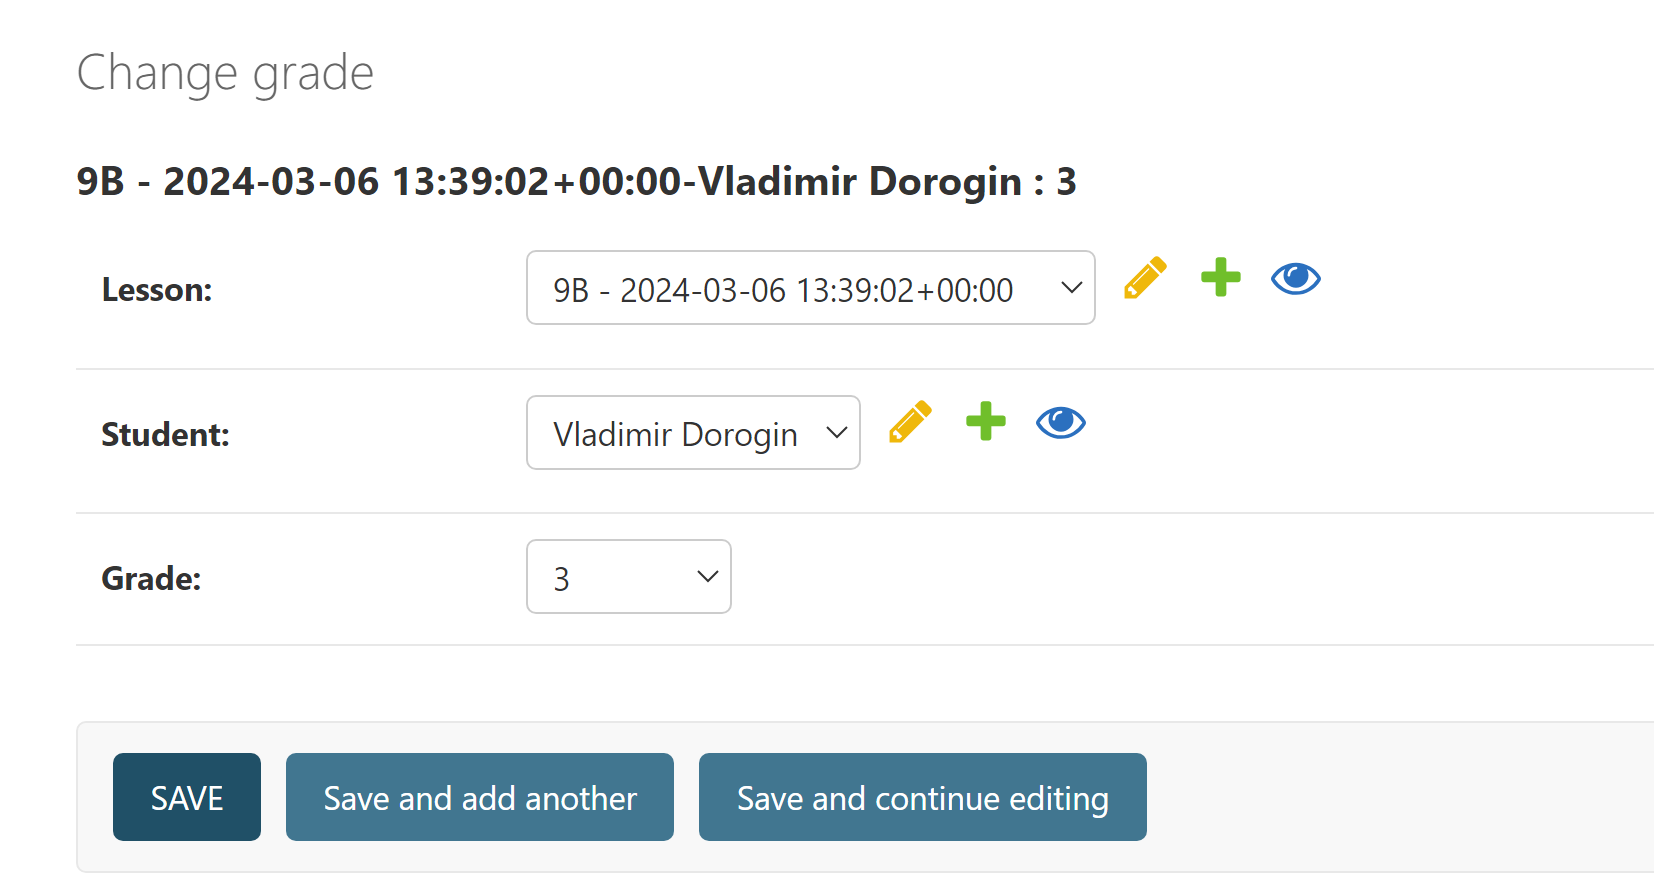 Change grade
9B - 2024-03-06 13:39:02+00:00-Vladimir Dorogin : 3
Lesson: 9B - 2024-03-06 13:39:02+00:00
Student: Vladimir Dorogin
Grade: 3
SAVE Save and add another Save and continue editing